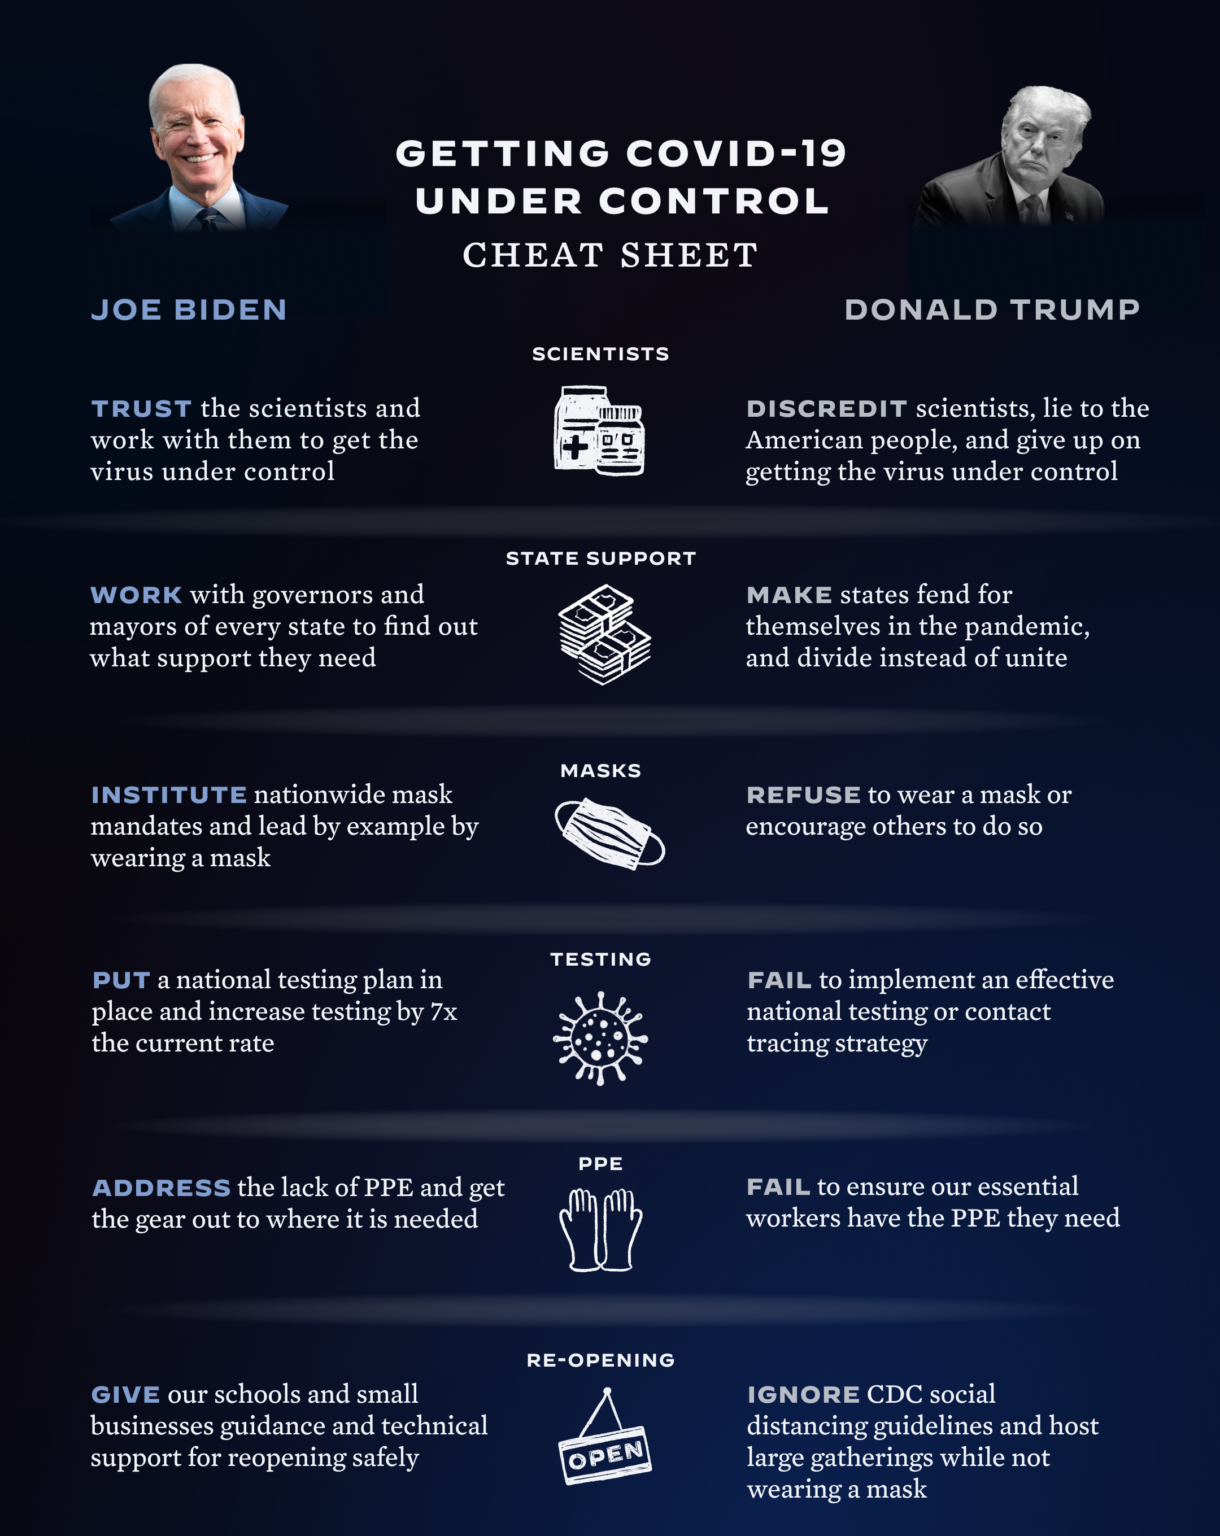 GETTING COVID-19
UNDER CONTROL
CHEAT SHEET
JOE BIDEN
DONALD TRUMP
SCIENTISTS
TRUST the scientists and
work with them to get the
virus under control
DISCREDIT scientists, lie to the
American people, and give up on
getting the virus under control
STATE SUPPORT
WORK with governors and
mayors of every state to find out
what support they need
MAKE states fend for
themselves in the pandemic,
and divide instead of unite
MASKS
INSTITUTE nationwide mask
mandates and lead by example by
wearing a mask
REFUSE to wear a mask or
encourage others to do so
TESTING
PUT a national testing plan in
place and increase testing by 7x
the current rate
FAIL to implement an effective
national testing or contact
tracing strategy
PPE
ADDRESS the lack of PPE and get
the gear out to where it is needed
FAIL to ensure our essential
workers have the PPE they need
RE-OPENING
GIVE our schools and small
businesses guidance and technical
support for reopening safely
OPEN
IGNORE CDC social
distancing guidelines and host
large gatherings while not
wearing a mask